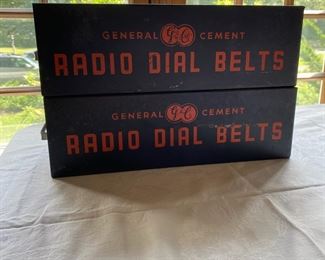 GENERAL GC CEMENT
RADIO DIAL BELTS
GENERAL GC CEMENT
RADIO DIAL BELTS